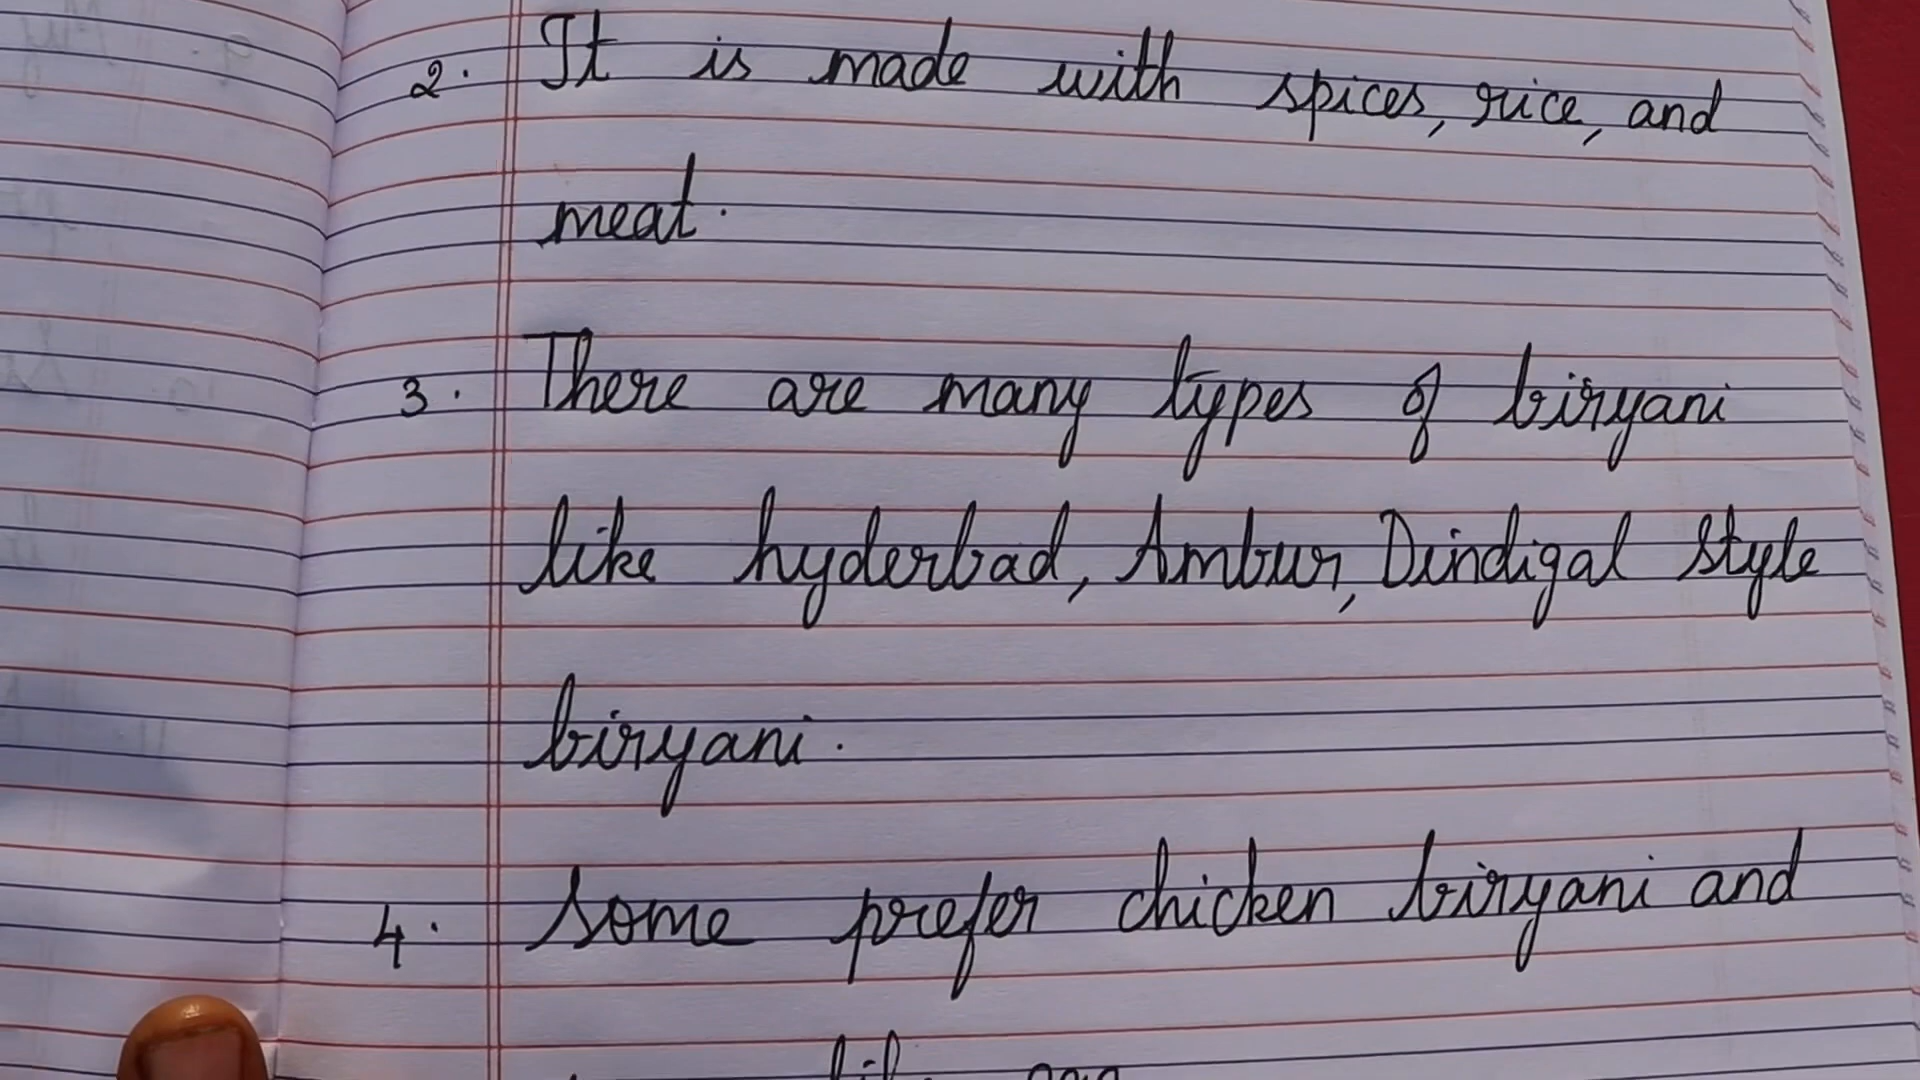 2. It is made with spices, rice, and
meat.
3. There are many types of biryani
like hyderbad, Ambur, Dindigal style
biryani.
4. Some prefer chicken biryani and